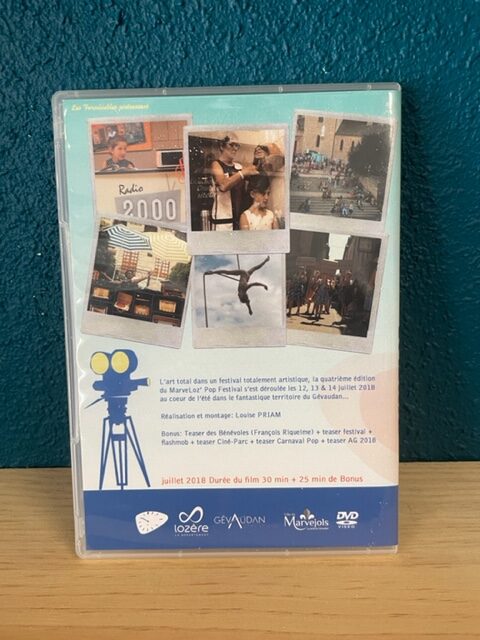 Les Formidables présentent
Radio
2000
L'art total dans un festival totalement artistique, la quatrième édition
du MarveLoz' Pop Festival s'est déroulée les 12, 13 & 14 juillet 2018
au coeur de l'été dans le fantastique territoire du Gévaudan...
Réalisation et montage: Louise PRIAM
Bonus: Teaser des Bénévoles (François Riqueime) + teaser festival +
flashmob + teaser Ciné-Parc + teaser Carnaval Pop + teaser AG 2018
juillet 2018 Durée du film 30 min + 25 min de Bonus
lozère
LE DÉPARTEMENT
GÉVAUDAN
Marvejols
DVD
VIDEO